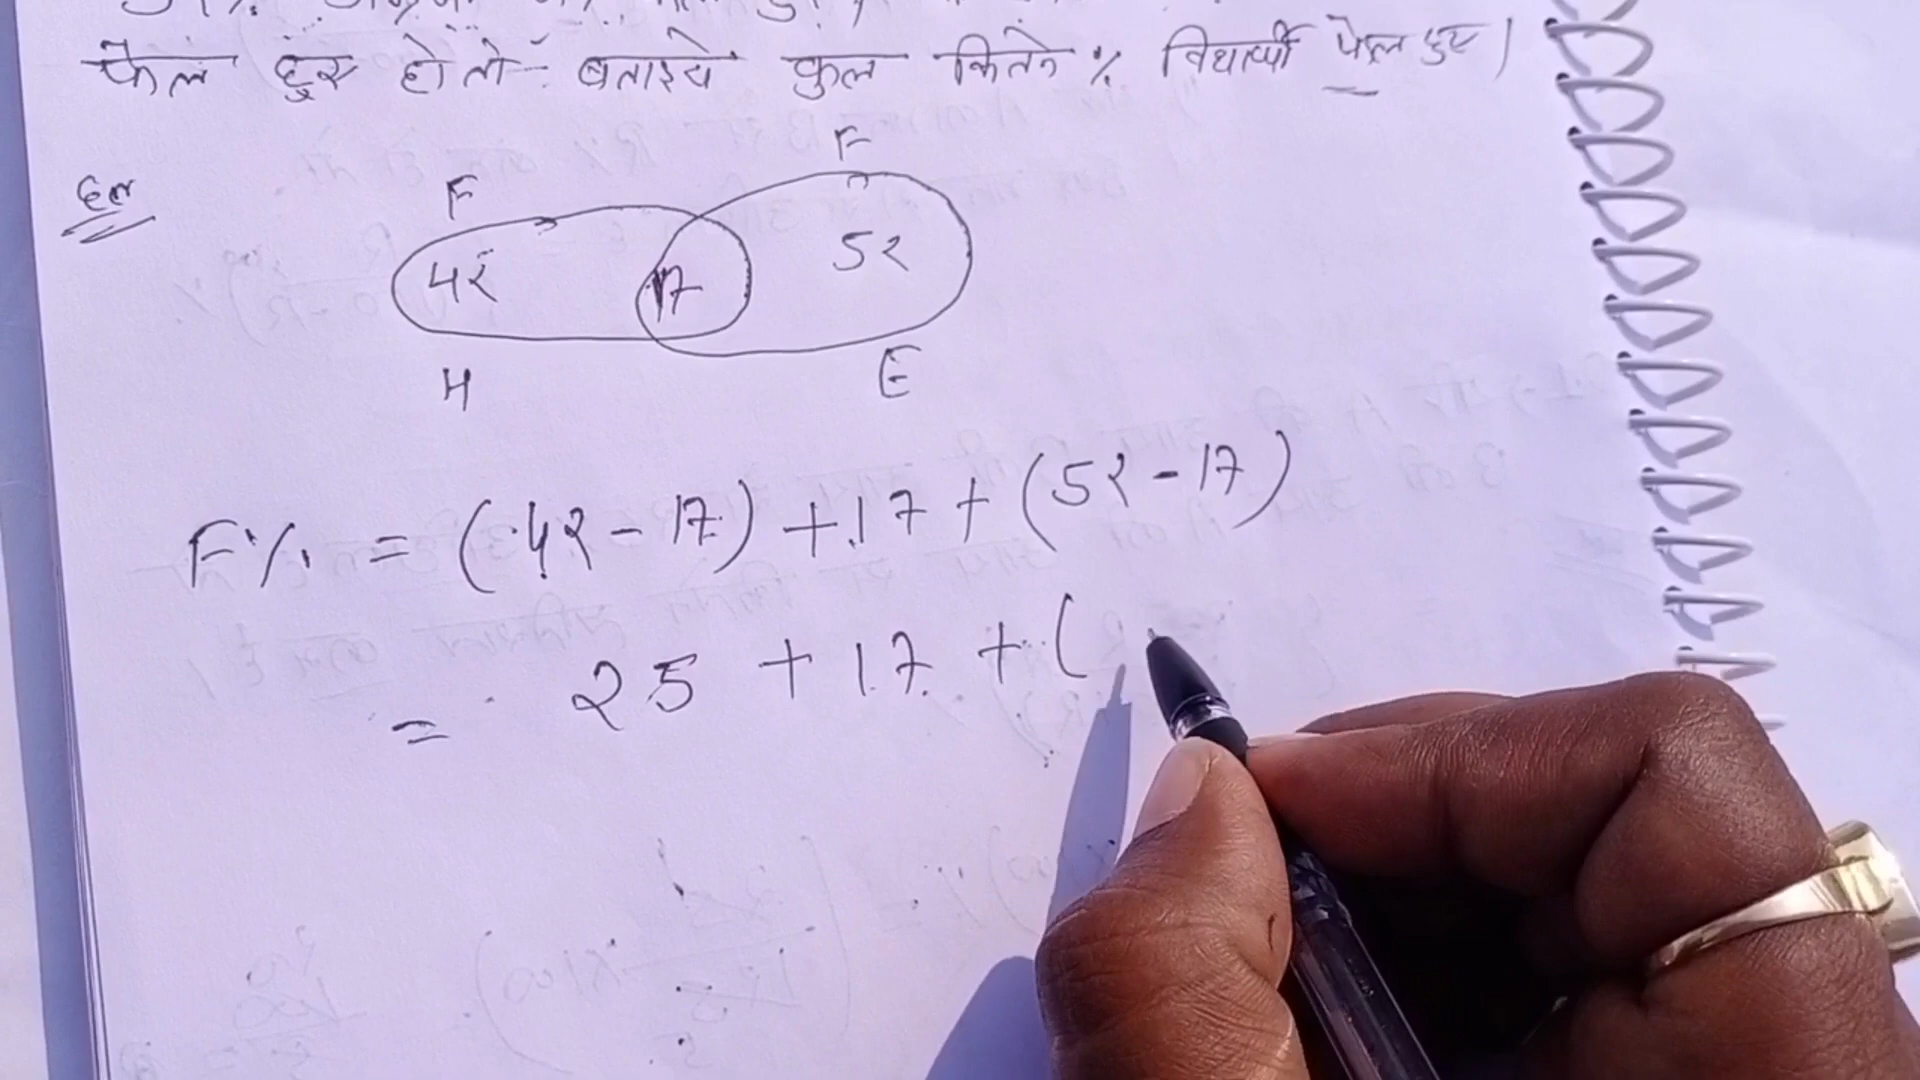 फेल हुए हो तो - बताइये कुल कितने % विद्यार्थी फेल हुए।
हल
F F
42 17 52
H E
F% = (42 - 17) + 17 + (52 - 17)
= 25 + 17 + (